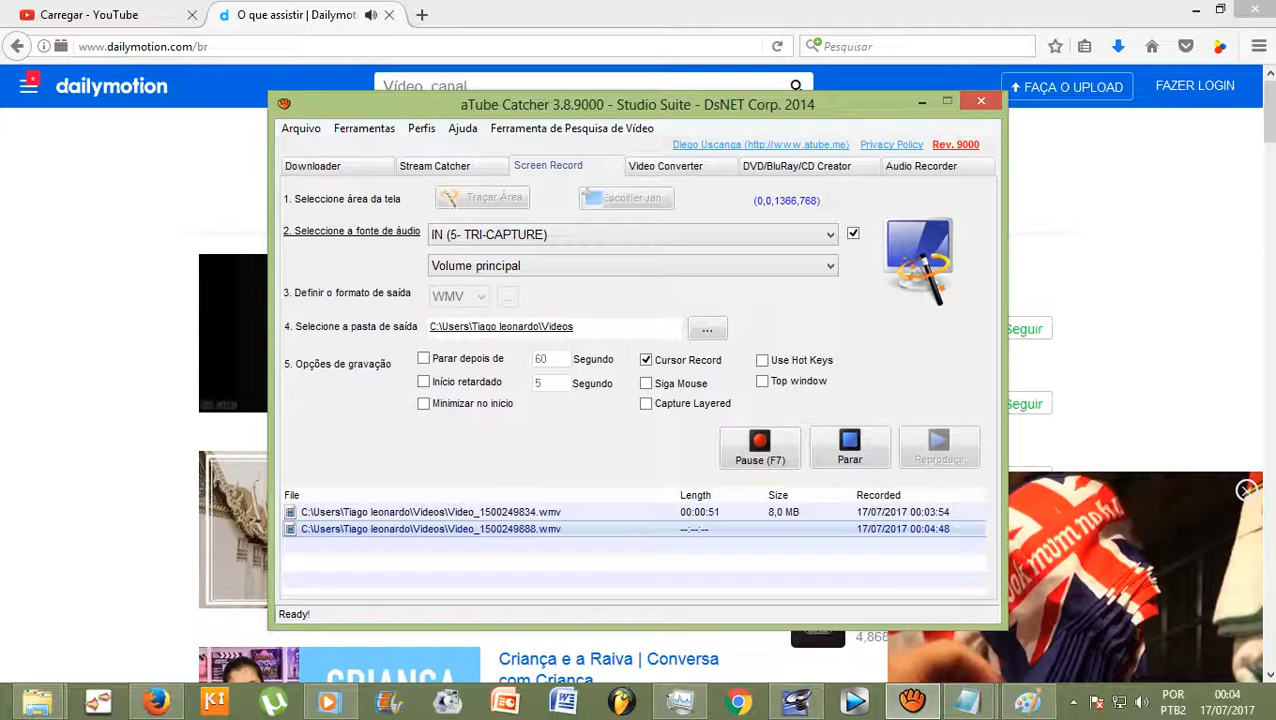 Carregar - YouTube
O que assistir | Dailymotion
www.dailymotion.com/br
Pesquisar
dailymotion
Vídeo, canal
FAÇA O UPLOAD
FAZER LOGIN
aTube Catcher 3.8.9000 - Studio Suite - DsNET Corp. 2014
Arquivo Ferramentas Perfis Ajuda Ferramenta de Pesquisa de Vídeo
Diego Uscanga (http://www.atube.me) Privacy Policy Rev. 9000
Downloader Stream Catcher Screen Record Video Converter DVD/BluRay/CD Creator Audio Recorder
1. Seleccione área da tela Traçar Área Escolher Jan (0,0,1366,768)
2. Seleccione a fonte de áudio IN (5- TRI-CAPTURE)
Volume principal
3. Definir o formato de saída WMV ...
4. Selecione a pasta de saída C:\Users\Tiago leonardo\Videos ...
5. Opções de gravação
Parar depois de 60 Segundo Cursor Record Use Hot Keys
Início retardado 5 Segundo Siga Mouse Top window
Minimizar no inicio Capture Layered
Pause (F7) Parar Reproducir
File Length Size Recorded
C:\Users\Tiago leonardo\Videos\Video_1500249834.wmv 00:00:51 8,0 MB 17/07/2017 00:03:54
C:\Users\Tiago leonardo\Videos\Video_1500249888.wmv --:--:-- 17/07/2017 00:04:48
Ready!
Seguir
Seguir
4,868
Criança e a Raiva | Conversa
com Criança
CRIANÇA
POR
PTB2
00:04
17/07/2017